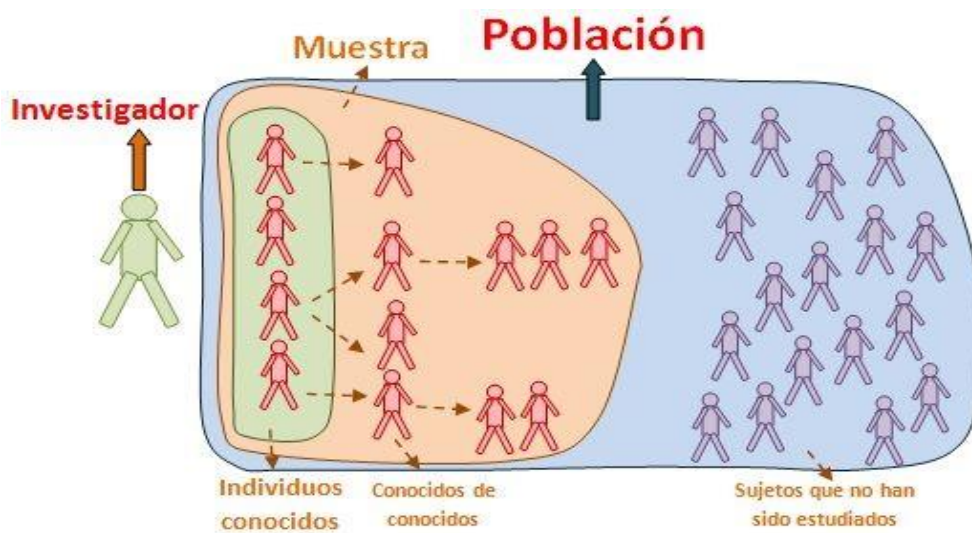 Población
Muestra
Investigador
Individuos
conocidos
Conocidos de
conocidos
Sujetos que no han
sido estudiados